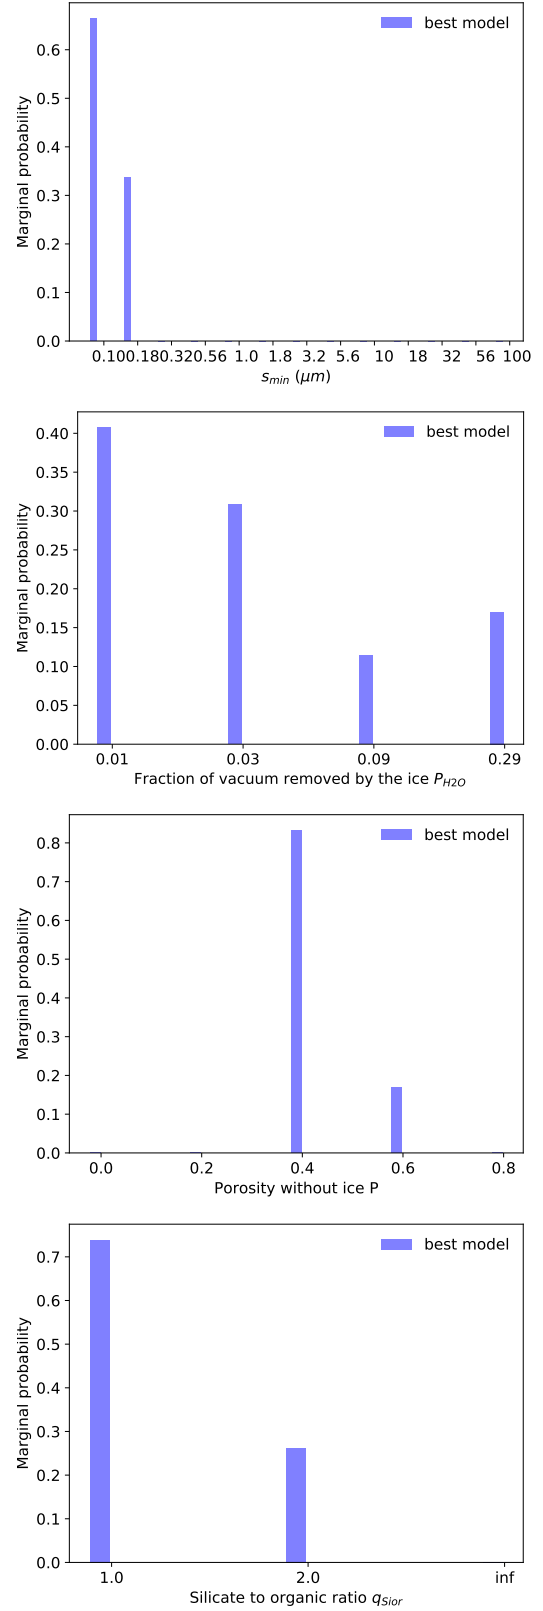 best model
Marginal probability
0.6
0.5
0.4
0.3
0.2
0.1
0.0
0.10 0.18 0.32 0.56 1.0 1.8 3.2 5.6 10 18 32 56 100
s_min (μm)
best model
Marginal probability
0.40
0.35
0.30
0.25
0.20
0.15
0.10
0.05
0.00
0.01 0.03 0.09 0.29
Fraction of vacuum removed by the ice P_H2O
best model
Marginal probability
0.8
0.7
0.6
0.5
0.4
0.3
0.2
0.1
0.0
0.0 0.2 0.4 0.6 0.8
Porosity without ice P
best model
Marginal probability
0.7
0.6
0.5
0.4
0.3
0.2
0.1
0.0
1.0 2.0 inf
Silicate to organic ratio q_Sior